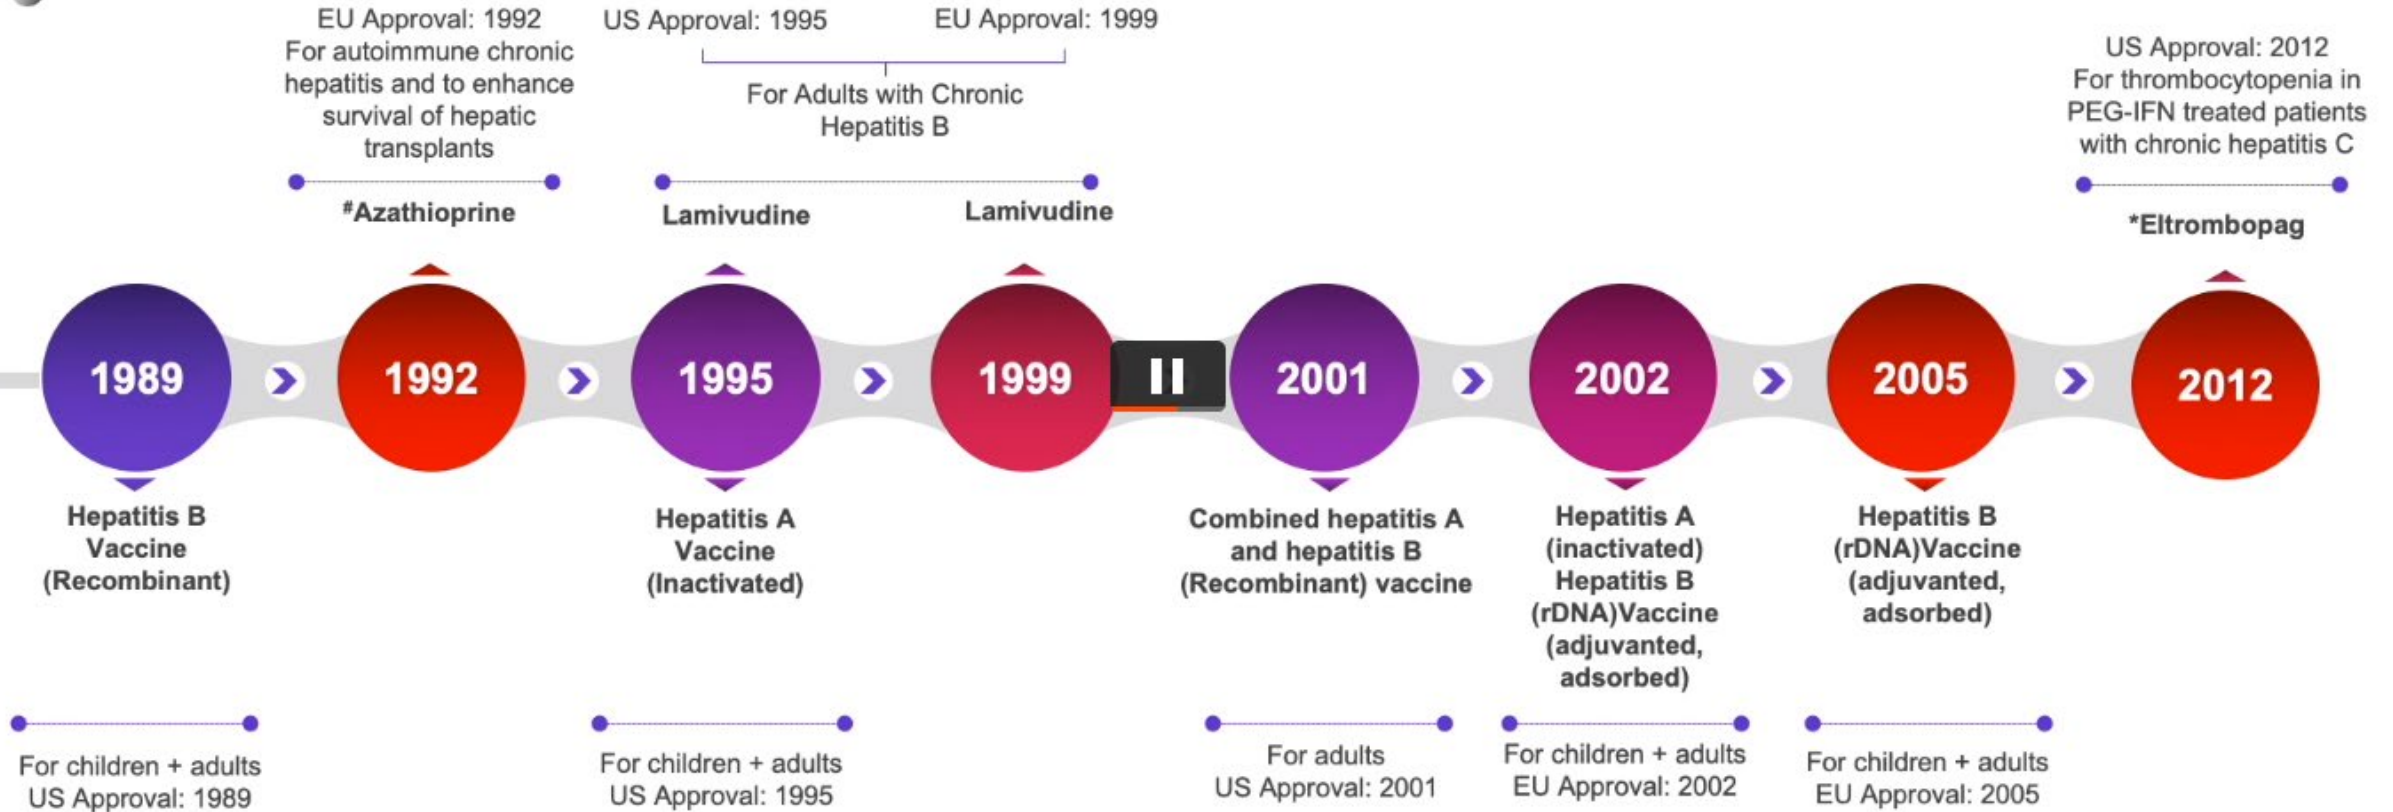 EU Approval: 1992
For autoimmune chronic
hepatitis and to enhance
survival of hepatic
transplants
#Azathioprine
US Approval: 1995
EU Approval: 1999
For Adults with Chronic
Hepatitis B
Lamivudine
Lamivudine
US Approval: 2012
For thrombocytopenia in
PEG-IFN treated patients
with chronic hepatitis C
*Eltrombopag
1989
1992
1995
1999
2001
2002
2005
2012
Hepatitis B
Vaccine
(Recombinant)
For children + adults
US Approval: 1989
Hepatitis A
Vaccine
(Inactivated)
For children + adults
US Approval: 1995
Combined hepatitis A
and hepatitis B
(Recombinant) vaccine
For adults
US Approval: 2001
Hepatitis A
(inactivated)
Hepatitis B
(rDNA)Vaccine
(adjuvanted,
adsorbed)
For children + adults
EU Approval: 2002
Hepatitis B
(rDNA)Vaccine
(adjuvanted,
adsorbed)
For children + adults
EU Approval: 2005